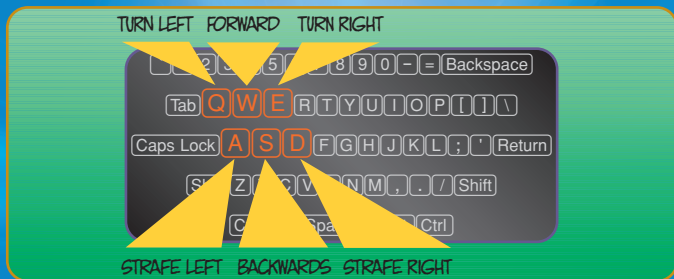 TURN LEFT FORWARD TURN RIGHT
2 5 8 9 0 - = Backspace
Tab Q W E R T Y U I O P [ ] \
Caps Lock A S D F G H J K L ; ' Return
Z C V N M , . / Shift
Ctrl
STRAFE LEFT BACKWARDS STRAFE RIGHT